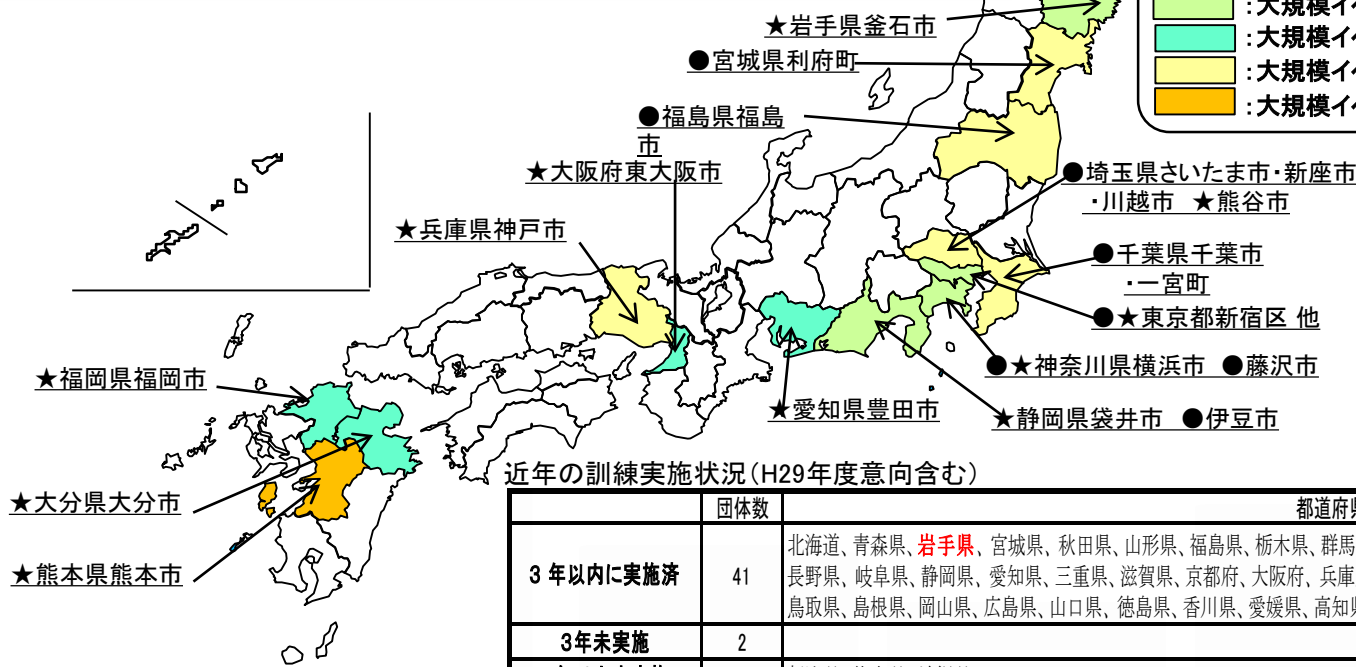 :大規模イ
★岩手県釜石市
:大規模イ
●宮城県利府町
:大規模イ
:大規模イ
●福島県福島
市
★大阪府東大阪市
●埼玉県さいたま市・新座市
・川越市 ★熊谷市
★兵庫県神戸市
●千葉県千葉市
・一宮町
●★東京都新宿区 他
●★神奈川県横浜市 ●藤沢市
★福岡県福岡市
★愛知県豊田市
★静岡県袋井市 ●伊豆市
近年の訓練実施状況(H29年度意向含む)
★大分県大分市
団体数 都道府県
★熊本県熊本市
3 年以内に実施済 41
北海道、青森県、岩手県、宮城県、秋田県、山形県、福島県、栃木県、群馬
長野県、岐阜県、静岡県、愛知県、三重県、滋賀県、京都府、大阪府、兵庫
鳥取県、島根県、岡山県、広島県、山口県、徳島県、香川県、愛媛県、高知県
3年未実施 2